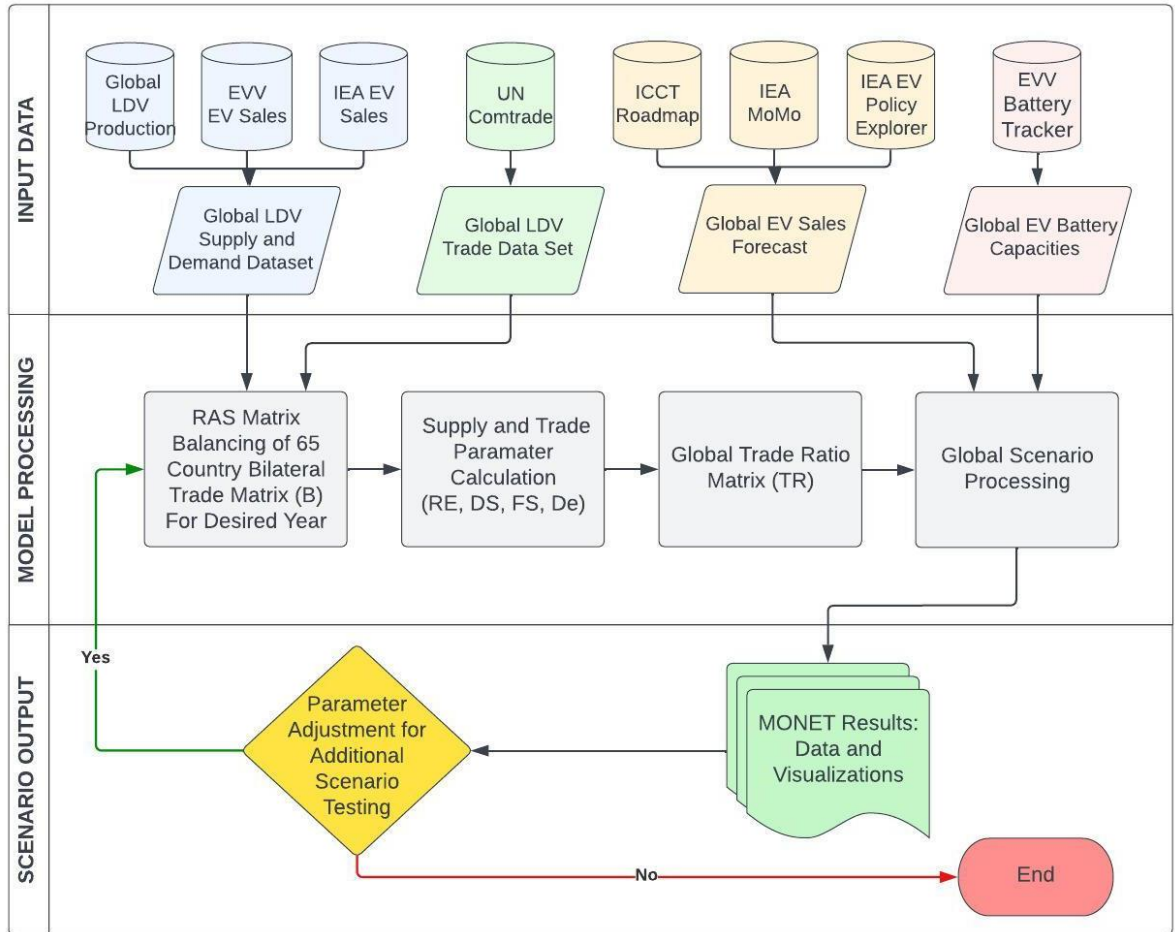 INPUT DATA
Global
LDV
Production
EVV
EV Sales
IEA EV
Sales
UN
Comtrade
ICCT
Roadmap
IEA
MoMo
IEA EV
Policy
Explorer
EVV
Battery
Tracker
Global LDV
Supply and
Demand Dataset
Global LDV
Trade Data Set
Global EV Sales
Forecast
Global EV Battery
Capacities
MODEL PROCESSING
RAS Matrix
Balancing of 65
Country Bilateral
Trade Matrix (B)
For Desired Year
Supply and Trade
Paramater
Calculation
(RE, DS, FS, De)
Global Trade Ratio
Matrix (TR)
Global Scenario
Processing
SCENARIO OUTPUT
Yes
Parameter
Adjustment for
Additional
Scenario
Testing
MONET Results:
Data and
Visualizations
No
End